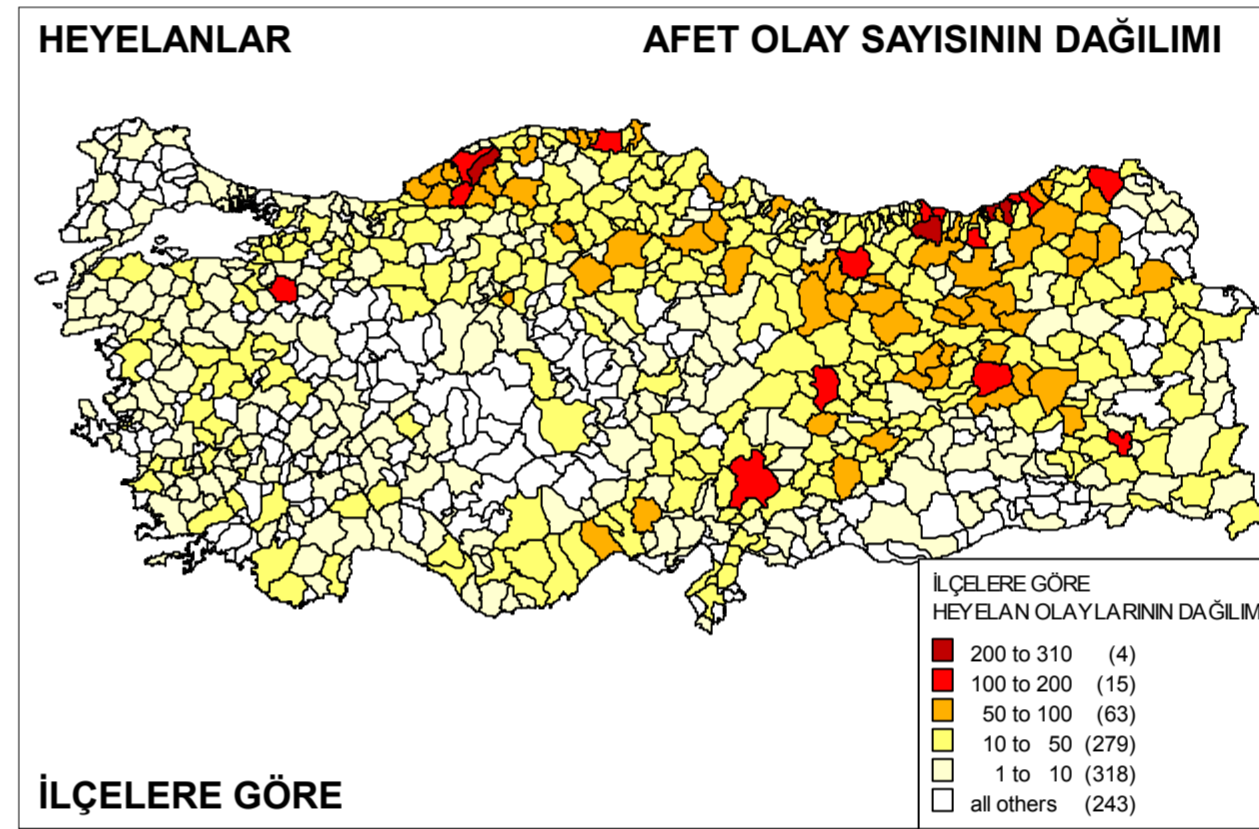 HEYELANLAR
AFET OLAY SAYISININ DAĞILIMI
İLÇELERE GÖRE
HEYELAN OLAYLARININ DAĞILIM
200 to 310 (4)
100 to 200 (15)
50 to 100 (63)
10 to 50 (279)
1 to 10 (318)
all others (243)
İLÇELERE GÖRE